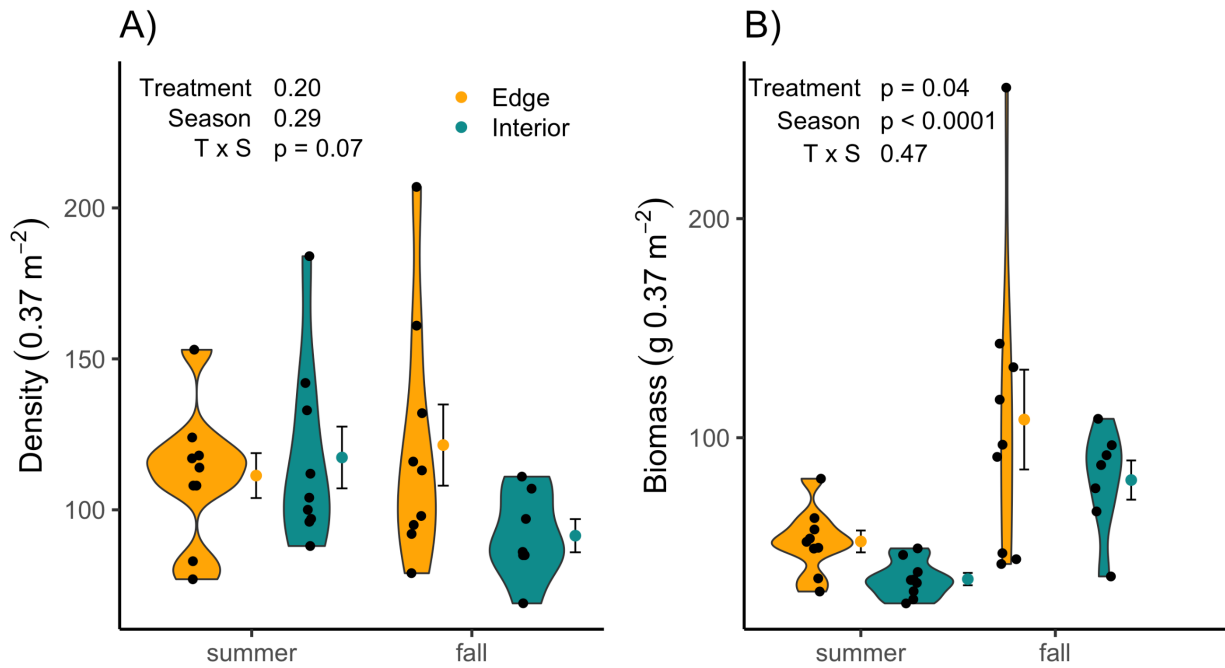 A)
Treatment 0.20
Season 0.29
T x S p = 0.07
Edge
Interior
Density (0.37 m⁻²)
200
150
100
summer fall
B)
Treatment p = 0.04
Season p < 0.0001
T x S 0.47
Biomass (g 0.37 m⁻²)
200
100
summer fall